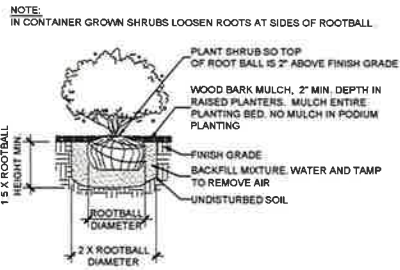 NOTE:
IN CONTAINER GROWN SHRUBS LOOSEN ROOTS AT SIDES OF ROOTBALL
PLANT SHRUB SO TOP
OF ROOT BALL IS 2" ABOVE FINISH GRADE
WOOD BARK MULCH, 2" MIN. DEPTH IN
RAISED PLANTERS. MULCH ENTIRE
PLANTING BED. NO MULCH IN PODIUM
PLANTING
FINISH GRADE
BACKFILL MIXTURE. WATER AND TAMP
TO REMOVE AIR
UNDISTURBED SOIL
1 5 X ROOTBALL
HEIGHT MIN.
ROOTBALL
DIAMETER
2 X ROOTBALL
DIAMETER